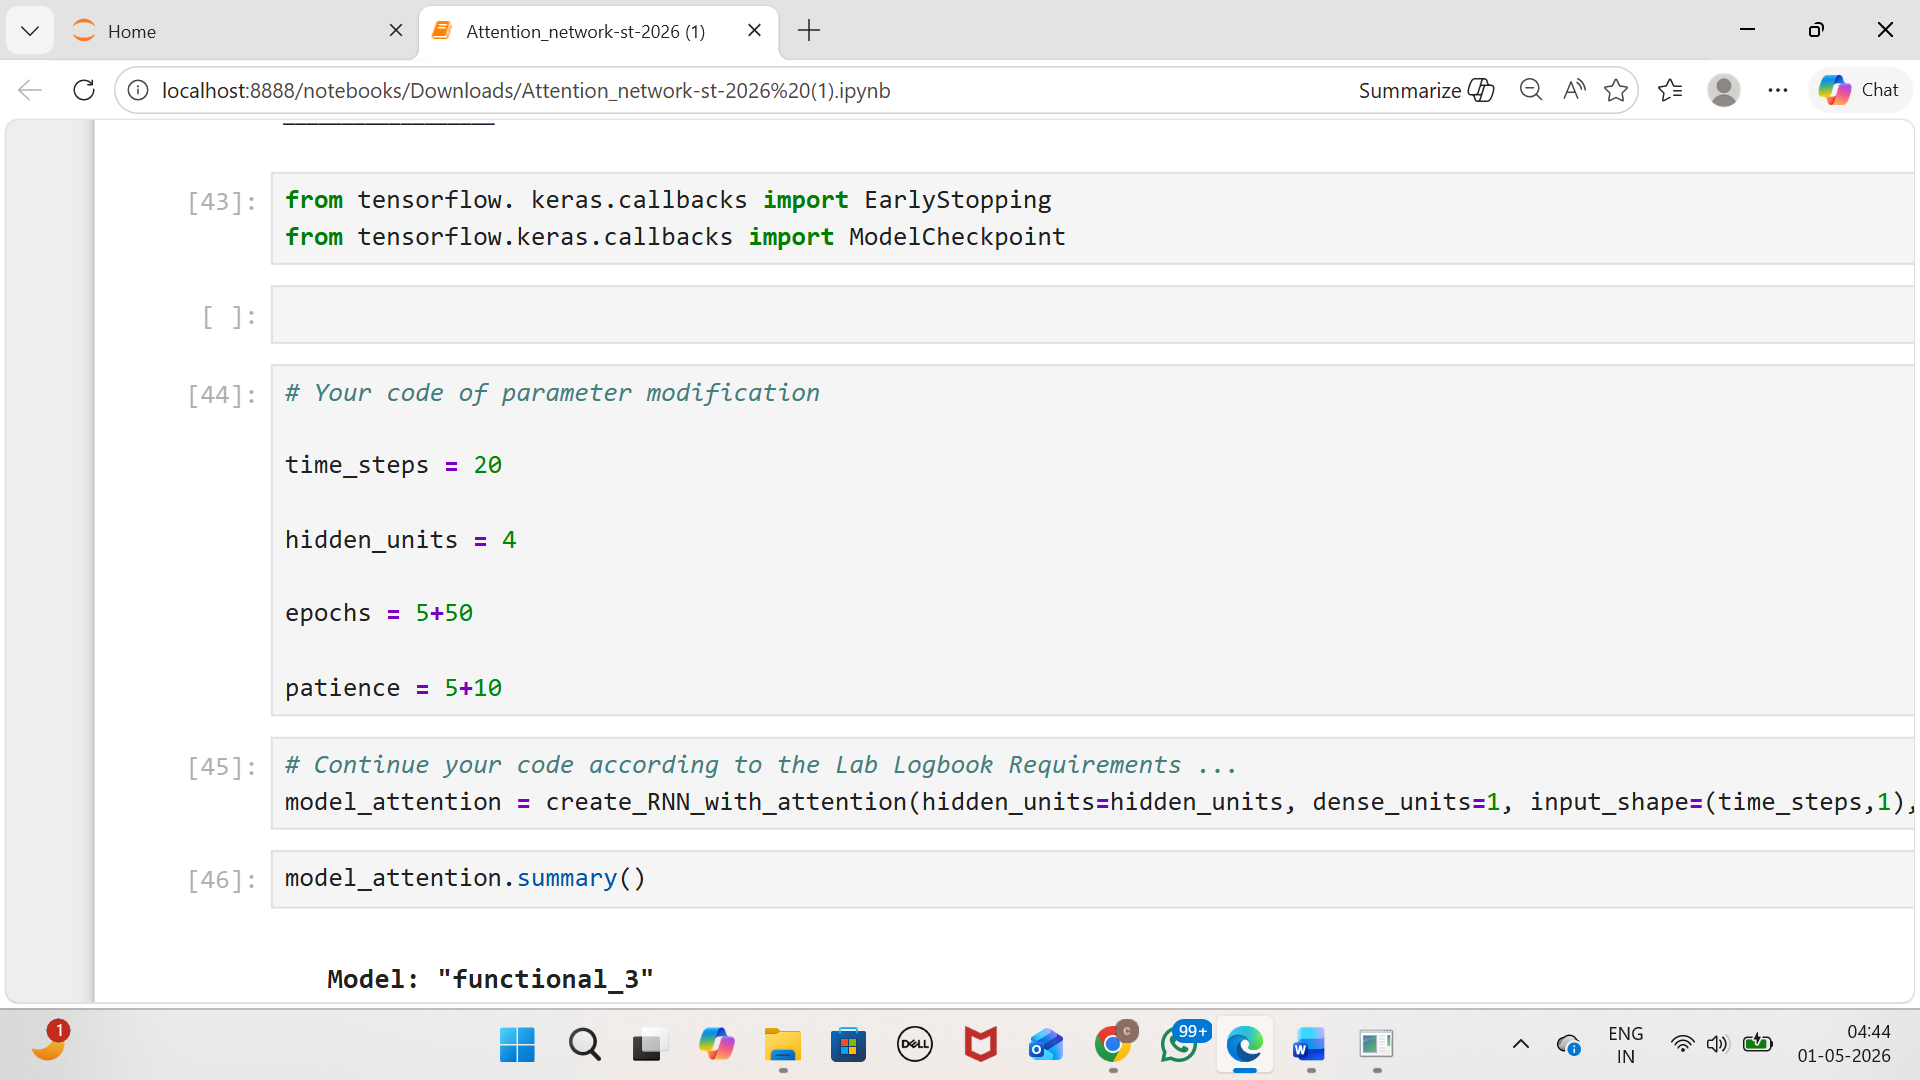 Home
Attention_network-st-2026 (1)
localhost:8888/notebooks/Downloads/Attention_network-st-2026%20(1).ipynb
Summarize
Chat
[43]:
from tensorflow. keras.callbacks import EarlyStopping
from tensorflow.keras.callbacks import ModelCheckpoint
[ ]:
[44]:
# Your code of parameter modification
time_steps = 20
hidden_units = 4
epochs = 5+50
patience = 5+10
[45]:
# Continue your code according to the Lab Logbook Requirements ...
model_attention = create_RNN_with_attention(hidden_units=hidden_units, dense_units=1, input_shape=(time_steps,1),
[46]:
model_attention.summary()
Model: "functional_3"
1
DELL
C
99+
W
ENG
IN
04:44
01-05-2026